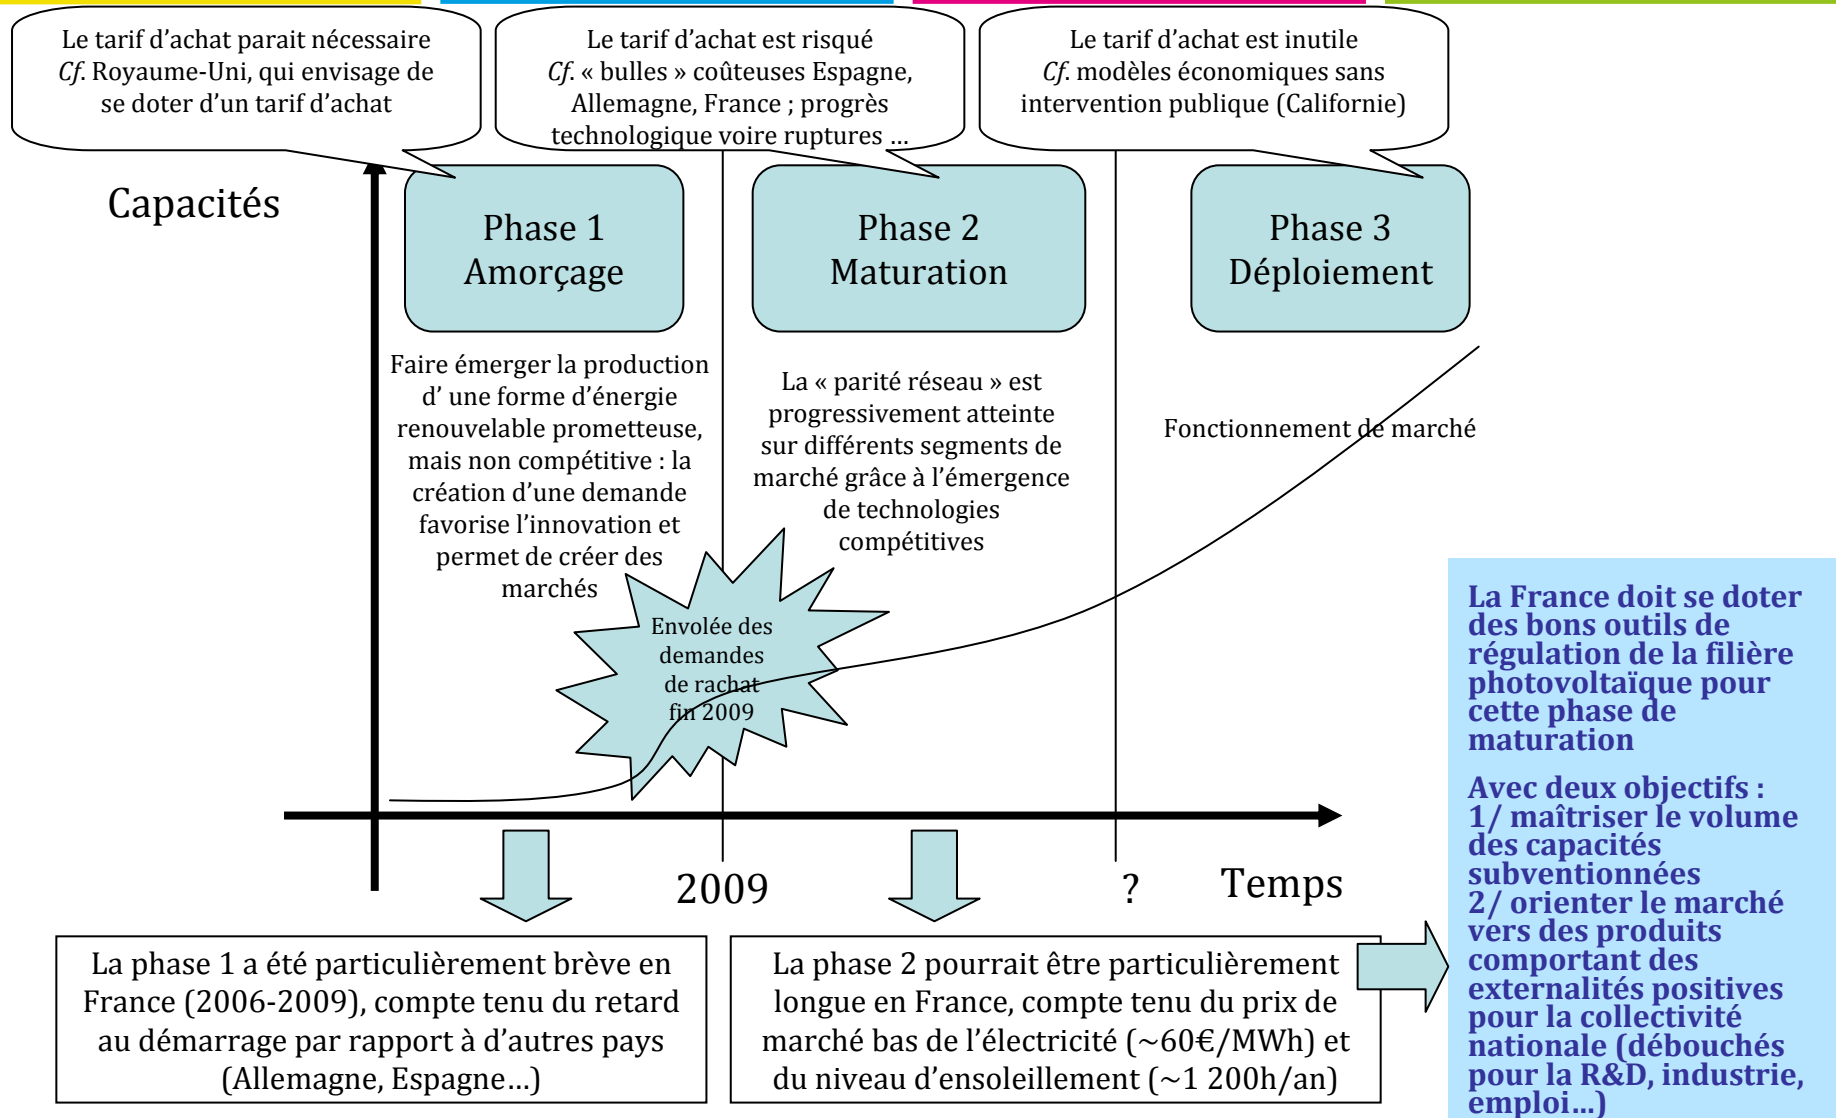 Le tarif d'achat parait nécessaire
Cf. Royaume-Uni, qui envisage de
se doter d'un tarif d'achat
Le tarif d'achat est risqué
Cf. « bulles » coûteuses Espagne,
Allemagne, France ; progrès
technologique voire ruptures …
Le tarif d'achat est inutile
Cf. modèles économiques sans
intervention publique (Californie)
Capacités
Phase 1
Amorçage
Phase 2
Maturation
Phase 3
Déploiement
Faire émerger la production
d' une forme d'énergie
renouvelable prometteuse,
mais non compétitive : la
création d'une demande
favorise l'innovation et
permet de créer des
marchés
La « parité réseau » est
progressivement atteinte
sur différents segments de
marché grâce à l'émergence
de technologies
compétitives
Fonctionnement de marché
Envolée des
demandes
de rachat
fin 2009
2009
?
Temps
La phase 1 a été particulièrement brève en
France (2006-2009), compte tenu du retard
au démarrage par rapport à d'autres pays
(Allemagne, Espagne…)
La phase 2 pourrait être particulièrement
longue en France, compte tenu du prix de
marché bas de l'électricité (~60€/MWh) et
du niveau d'ensoleillement (~1 200h/an)
La France doit se doter
des bons outils de
régulation de la filière
photovoltaïque pour
cette phase de
maturation
Avec deux objectifs :
1/ maîtriser le volume
des capacités
subventionnées
2/ orienter le marché
vers des produits
comportant des
externalités positives
pour la collectivité
nationale (débouchés
pour la R&D, industrie,
emploi…)